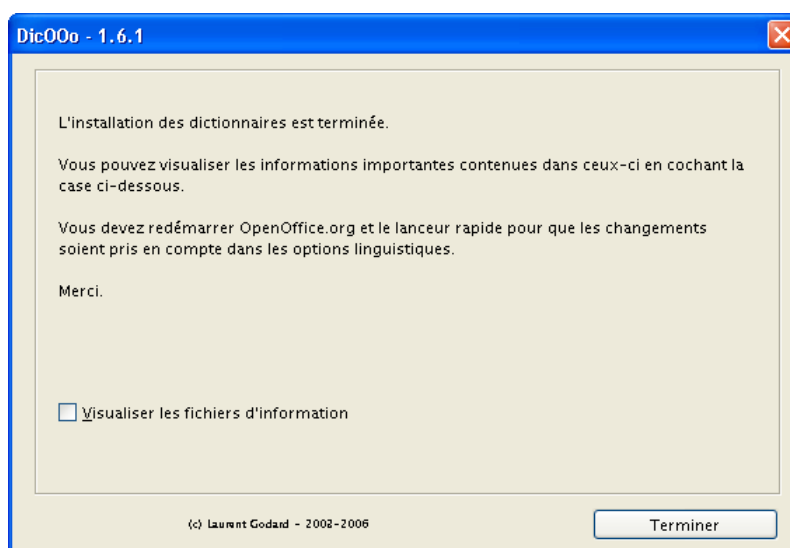 DicOOo - 1.6.1
L'installation des dictionnaires est terminée.
Vous pouvez visualiser les informations importantes contenues dans ceux-ci en cochant la
case ci-dessous.
Vous devez redémarrer OpenOffice.org et le lanceur rapide pour que les changements
soient pris en compte dans les options linguistiques.
Merci.
Visualiser les fichiers d'information
(c) Laurent Godard - 2002-2006
Terminer